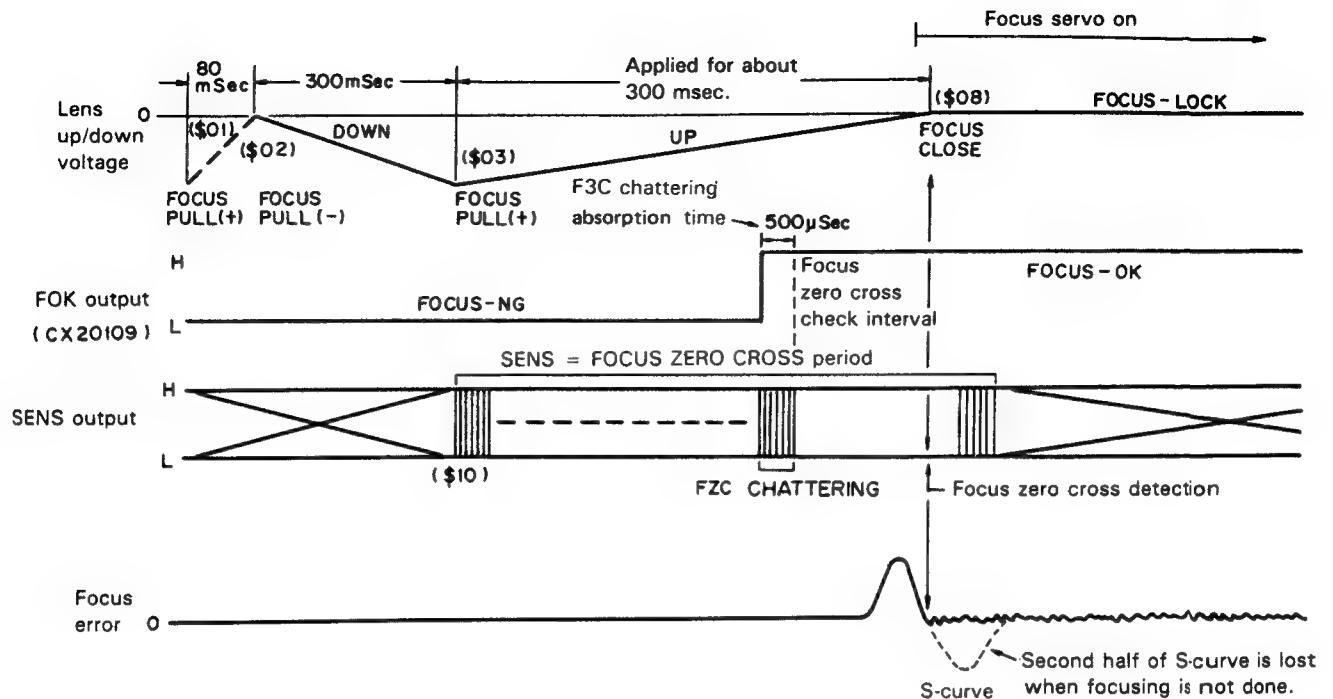 Focus servo on
80
mSec
300mSec
Applied for about
300 msec.
Lens
up/down
voltage
0
($01)
($02)
DOWN
($03)
UP
($08)
FOCUS-LOCK
FOCUS
CLOSE
FOCUS
PULL(+)
FOCUS
PULL(-)
FOCUS
PULL(+)
F3C chattering
absorption time
500µSec
H
FOK output
(CX20109)
L
FOCUS-NG
Focus
zero cross
check interval
FOCUS-OK
SENS = FOCUS ZERO CROSS period
H
SENS output
L
($10)
FZC CHATTERING
Focus zero cross detection
Focus
error
0
Second half of S-curve is lost
when focusing is not done.
S-curve